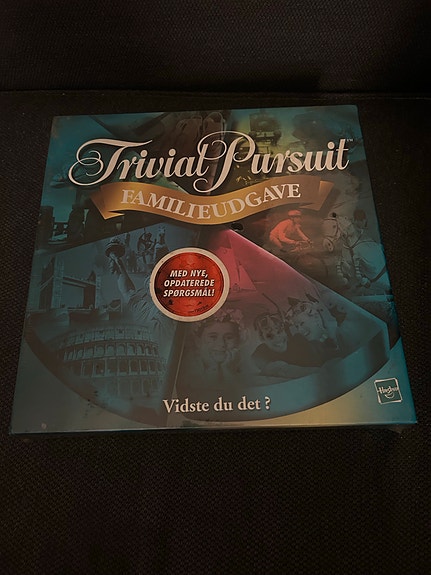 Trivial Pursuit
FAMILIEUDGAVE
MED NYE,
OPDATEREDE
SPØRGSMÅL!
Vidste du det?
Hasbro